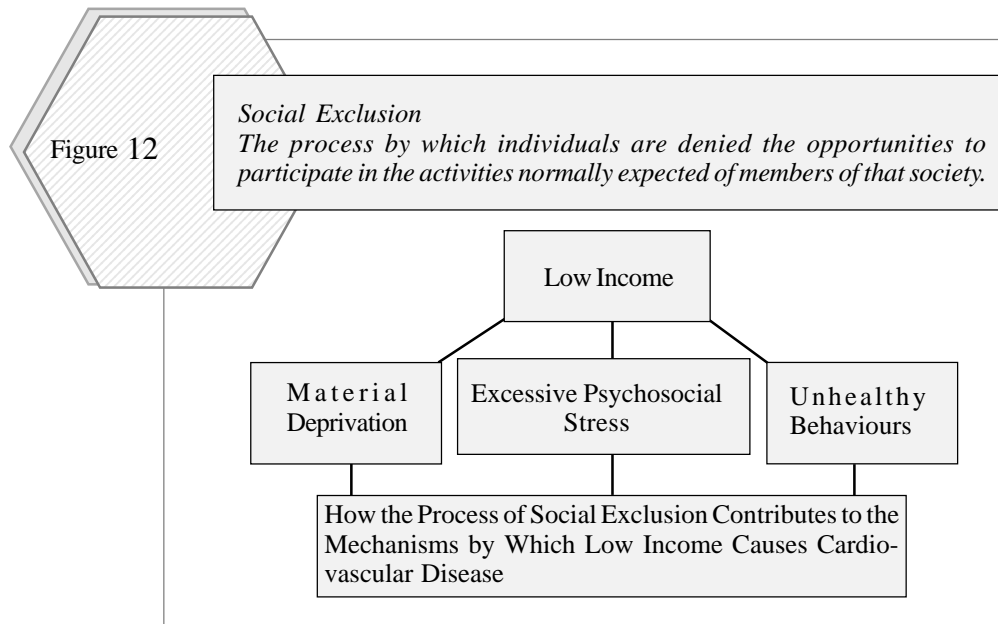 Figure 12
Social Exclusion
The process by which individuals are denied the opportunities to
participate in the activities normally expected of members of that society.
Low Income
Material
Deprivation
Excessive Psychosocial
Stress
Unhealthy
Behaviours
How the Process of Social Exclusion Contributes to the
Mechanisms by Which Low Income Causes Cardio-
vascular Disease